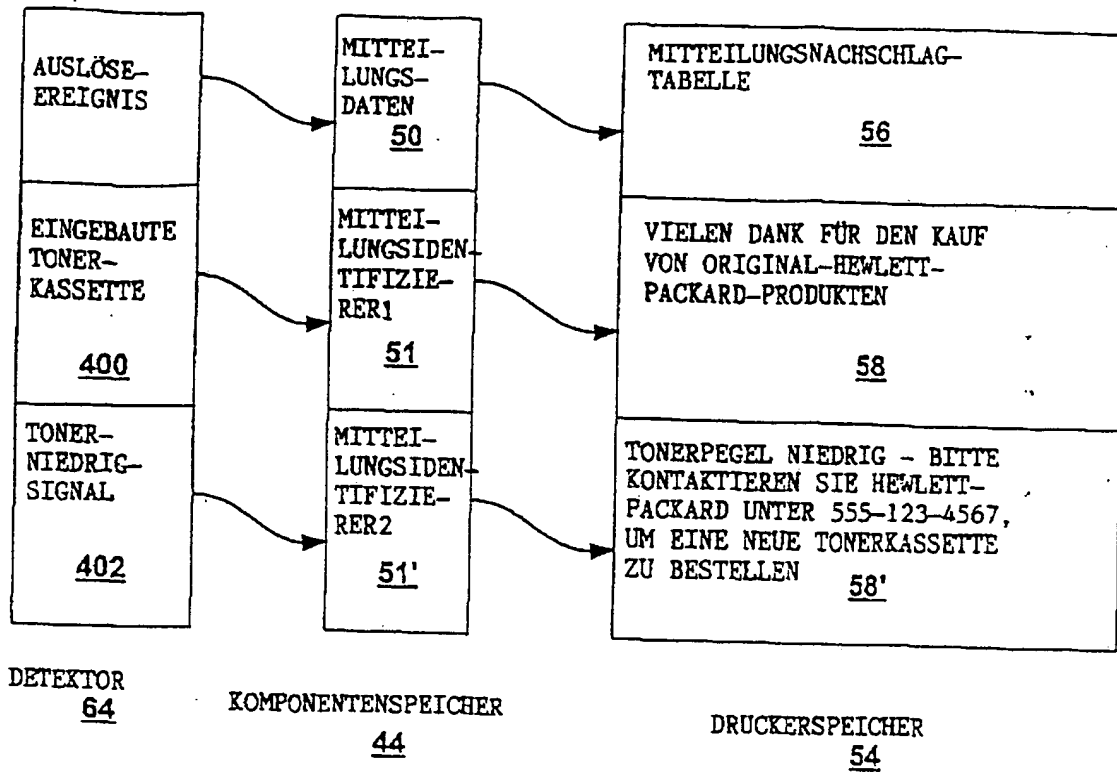 AUSLÖSE-
EREIGNIS
MITTEI-
LUNGS-
DATEN
50
MITTEILUNGSNACHSCHLAG-
TABELLE
56
EINGEBAUTE
TONER-
KASSETTE
400
MITTEI-
LUNGSIDEN-
TIFIZIE-
RER1
51
VIELEN DANK FÜR DEN KAUF
VON ORIGINAL-HEWLETT-
PACKARD-PRODUKTEN
58
TONER-
NIEDRIG-
SIGNAL
402
MITTEI-
LUNGSIDEN-
TIFIZIE-
RER2
51'
TONERPEGEL NIEDRIG – BITTE
KONTAKTIEREN SIE HEWLETT-
PACKARD UNTER 555-123-4567,
UM EINE NEUE TONERKASSETTE
ZU BESTELLEN
58'
DETEKTOR
64
KOMPONENTENSPEICHER
44
DRUCKERSPEICHER
54